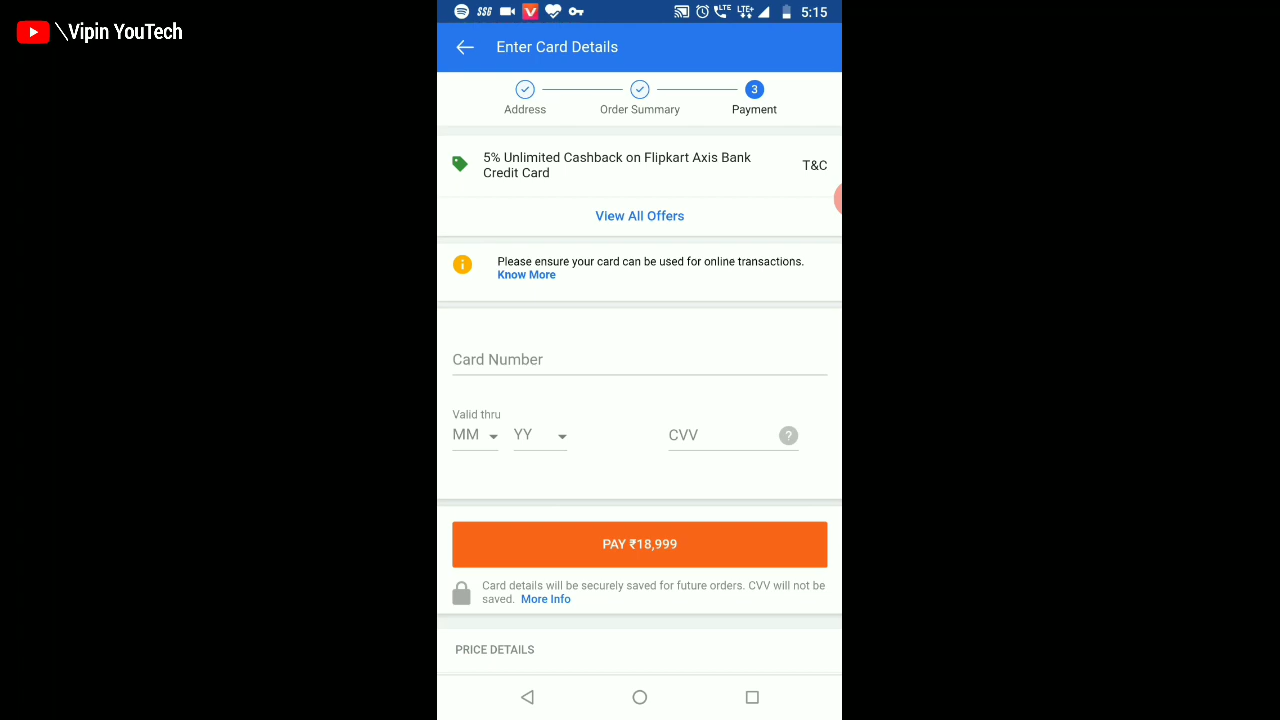 \Vipin YouTech
SSG
LTE
LTE+
5:15
Enter Card Details
3
Address
Order Summary
Payment
5% Unlimited Cashback on Flipkart Axis Bank
Credit Card
T&C
View All Offers
Please ensure your card can be used for online transactions.
Know More
Card Number
Valid thru
MM
YY
CVV
?
PAY ₹18,999
Card details will be securely saved for future orders. CVV will not be
saved. More Info
PRICE DETAILS